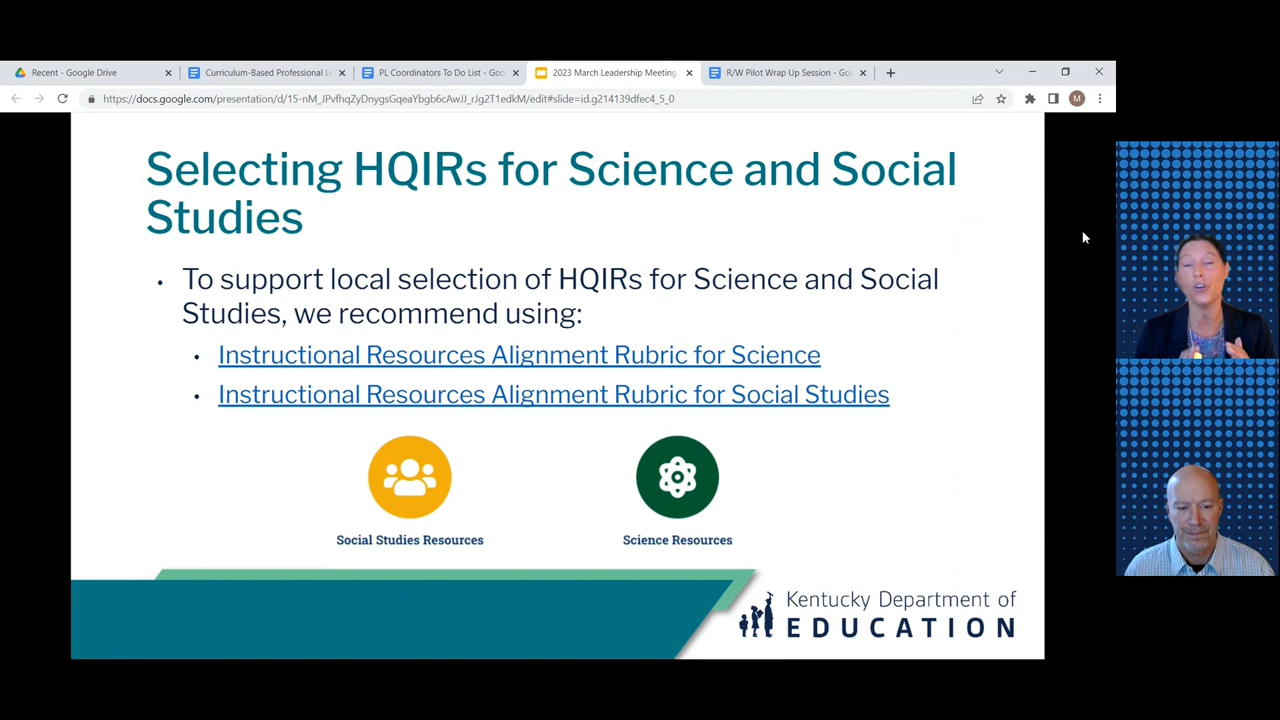 Recent - Google Drive
Curriculum-Based Professional Le
PL Coordinators To Do List - Goo
2023 March Leadership Meeting
R/W Pilot Wrap Up Session - Goo
https://docs.google.com/presentation/d/15-nM_JPvfhqZyDnygsGqeaYbgb6cAwJJ_rJg2T1edkM/edit#slide=id.g214139dfec4_5_0
M
Selecting HQIRs for Science and Social
Studies
• To support local selection of HQIRs for Science and Social
Studies, we recommend using:
• Instructional Resources Alignment Rubric for Science
• Instructional Resources Alignment Rubric for Social Studies
Social Studies Resources
Science Resources
Kentucky Department of
EDUCATION